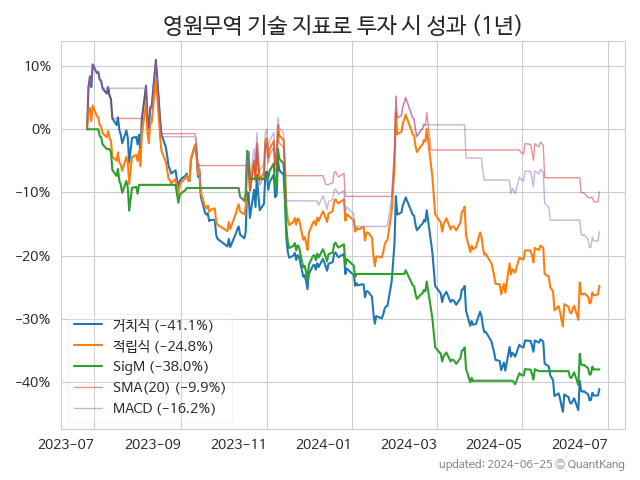 영원무역 기술 지표로 투자 시 성과 (1년)
10%
0%
−10%
−20%
−30%
−40%
거치식 (−41.1%)
적립식 (−24.8%)
SigM (−38.0%)
SMA(20) (−9.9%)
MACD (−16.2%)
2023-07 2023-09 2023-11 2024-01 2024-03 2024-05 2024-07
updated: 2024-06-25 ⓒ QuantKang